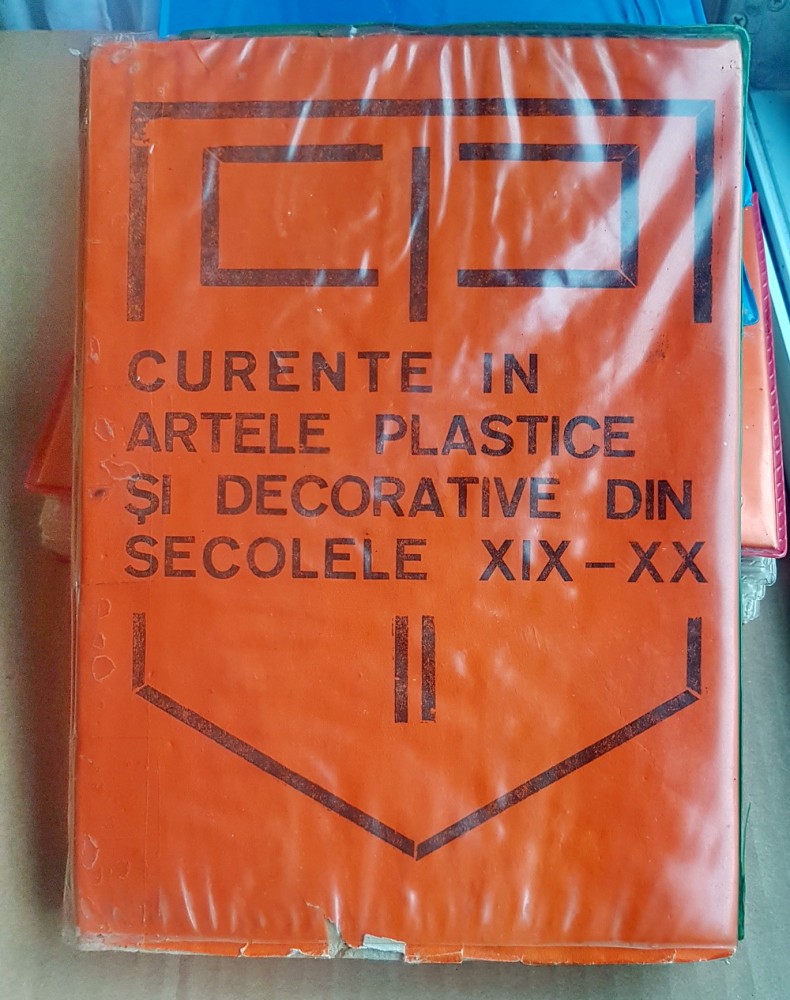 CURENTE IN
ARTELE PLASTICE
ŞI DECORATIVE DIN
SECOLELE XIX–XX
II